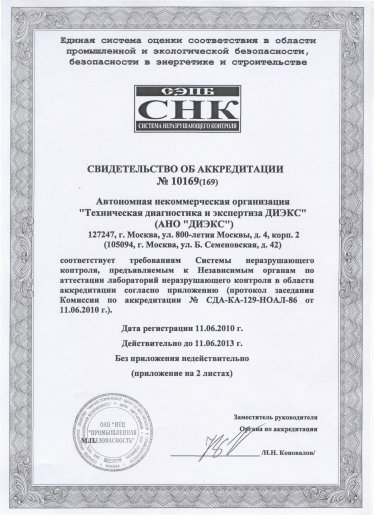 Единая система оценки соответствия в области
промышленной и экологической безопасности,
безопасности в энергетике и строительстве
СЭПБ
СНК
СИСТЕМА НЕРАЗРУШАЮЩЕГО КОНТРОЛЯ
СВИДЕТЕЛЬСТВО ОБ АККРЕДИТАЦИИ
№ 10169(169)
Автономная некоммерческая организация
"Техническая диагностика и экспертиза ДИЭКС"
(АНО "ДИЭКС")
127247, г. Москва, ул. 800-летия Москвы, д. 4, корп. 2
(105094, г. Москва, ул. Б. Семеновская, д. 42)
соответствует требованиям Системы неразрушающего
контроля, предъявляемым к Независимым органам по
аттестации лабораторий неразрушающего контроля в области
аккредитации согласно приложению (протокол заседания
Комиссии по аккредитации № СДА-КА-129-НОАЛ-86 от
11.06.2010 г.).
Дата регистрации 11.06.2010 г.
Действительно до 11.06.2013 г.
Без приложения недействительно
(приложение на 2 листах)
Заместитель руководителя
Органа по аккредитации
/Н.Н. Коновалов/
М.П.
ОАО "НТЦ
"ПРОМЫШЛЕННАЯ
БЕЗОПАСНОСТЬ"